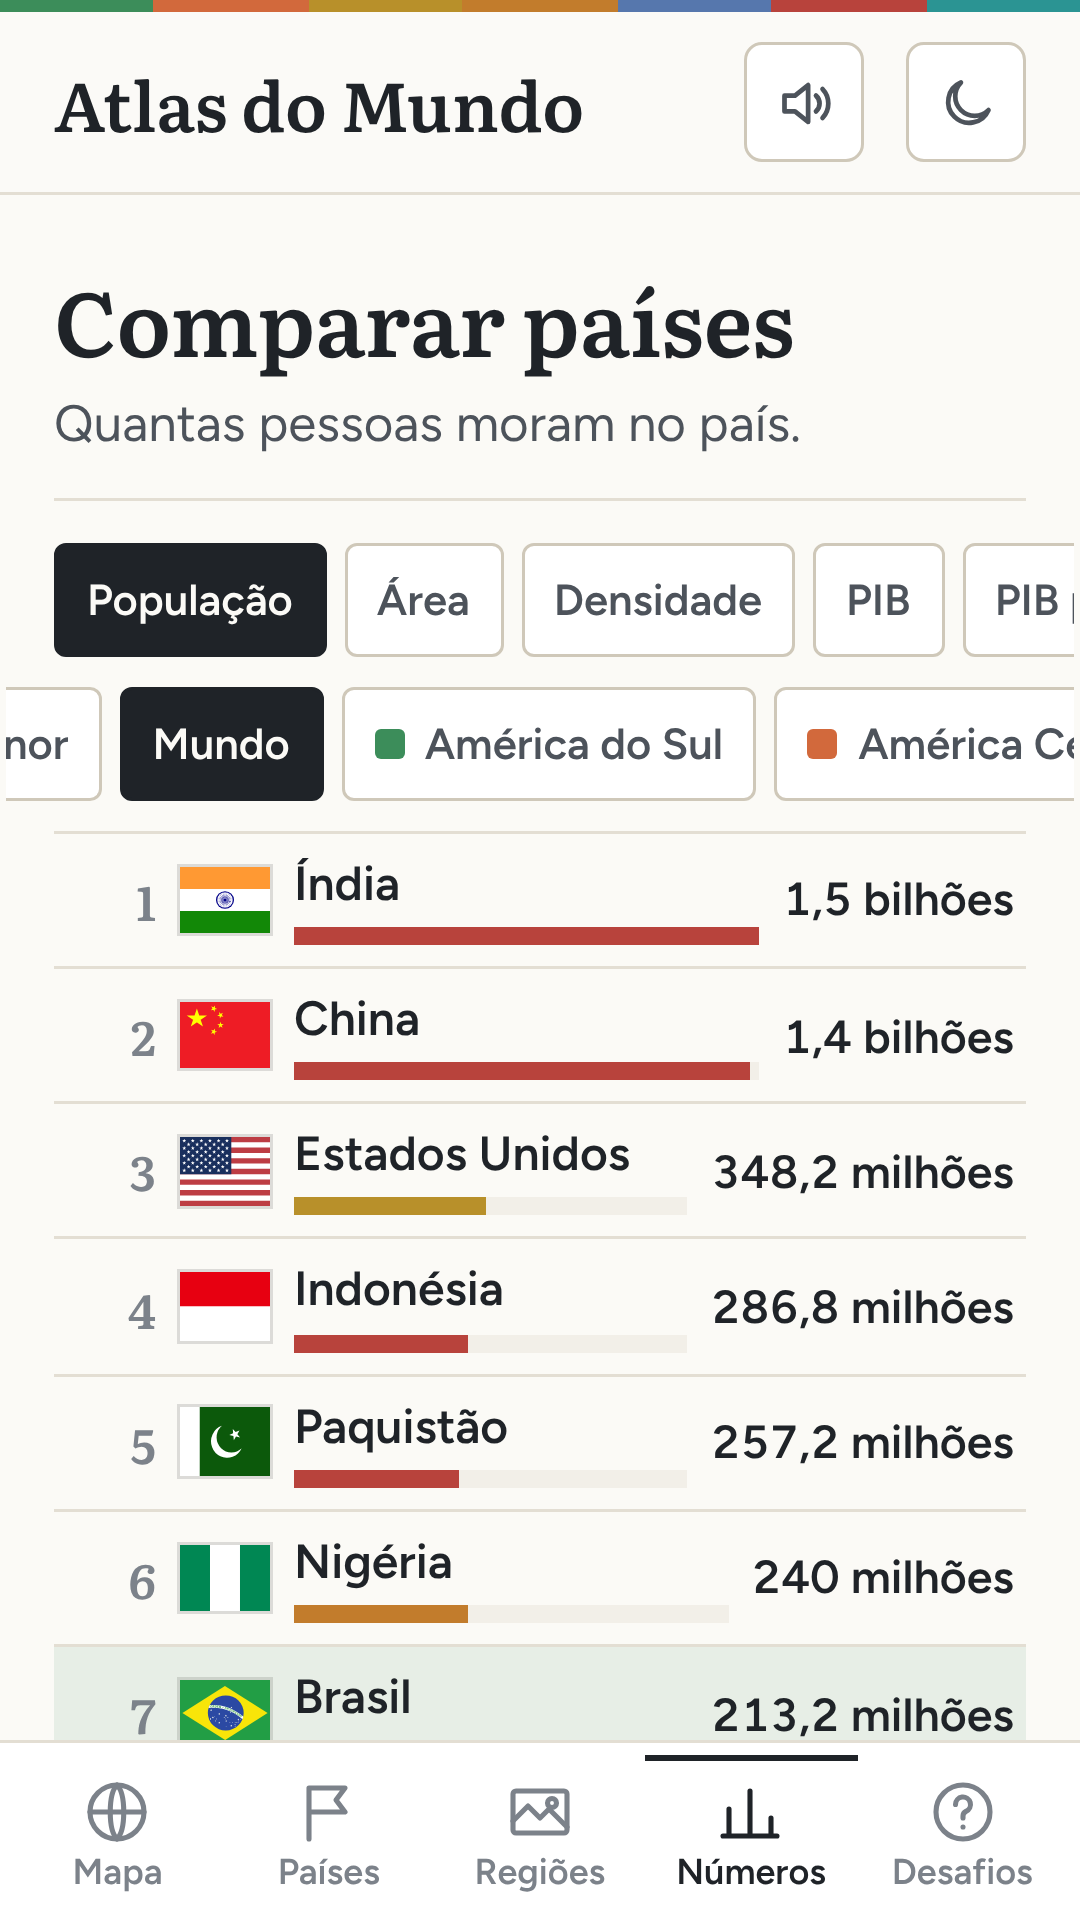 Atlas do Mundo
Comparar países
Quantas pessoas moram no país.
População Área Densidade PIB PIB
nor Mundo América do Sul América Ce
1 Índia 1,5 bilhões
2 China 1,4 bilhões
3 Estados Unidos 348,2 milhões
4 Indonésia 286,8 milhões
5 Paquistão 257,2 milhões
6 Nigéria 240 milhões
7 Brasil 213,2 milhões
Mapa Países Regiões Números Desafios